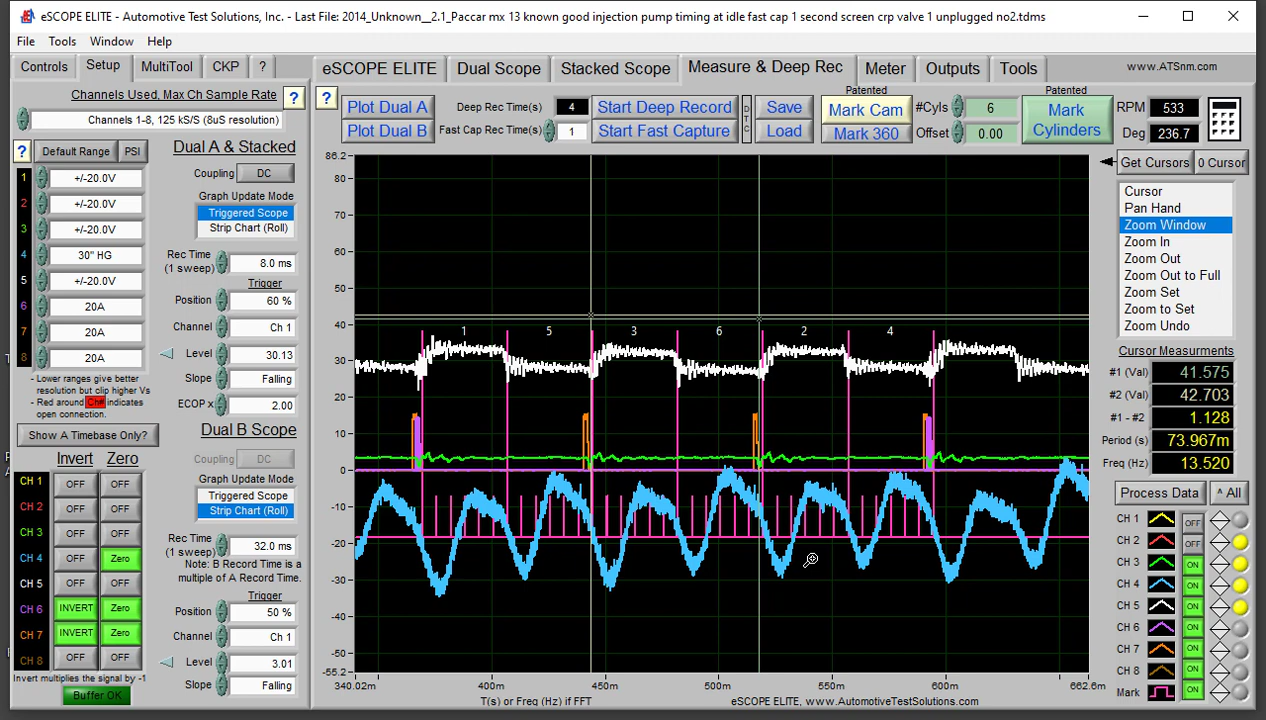 eSCOPE ELITE - Automotive Test Solutions, Inc. - Last File: 2014_Unknown__2.1_Paccar mx 13 known good injection pump timing at idle fast cap 1 second screen crp valve 1 unplugged no2.tdms
File Tools Window Help
Controls Setup MultiTool CKP ?
eSCOPE ELITE Dual Scope Stacked Scope Measure & Deep Rec Meter Outputs Tools www.ATSnm.com
Channels Used, Max Ch Sample Rate ?
Channels 1-8, 125 kS/S (8uS resolution)
? Plot Dual A Deep Rec Time(s) 4 Start Deep Record DTC Save Patented Mark Cam #Cyls 6 Patented Mark Cylinders RPM 533
Plot Dual B Fast Cap Rec Time(s) 1 Start Fast Capture Load Mark 360 Offset 0.00 Deg 236.7
? Default Range PSI Dual A & Stacked
1 +/-20.0V
2 +/-20.0V
3 +/-20.0V
4 30" HG
5 +/-20.0V
6 20A
7 20A
8 20A
Coupling DC
Graph Update Mode
Triggered Scope
Strip Chart (Roll)
Rec Time
(1 sweep) 8.0 ms
Trigger
Position 60 %
Channel Ch 1
Level 30.13
Slope Falling
ECOP x 2.00
- Lower ranges give better
resolution but clip higher Vs
- Red around Ch# indicates
open connection.
Show A Timebase Only?
Dual B Scope
Coupling DC
Graph Update Mode
Triggered Scope
Strip Chart (Roll)
Rec Time
(1 sweep) 32.0 ms
Note: B Record Time is a
multiple of A Record Time.
Trigger
Position 50 %
Channel Ch 1
Level 3.01
Slope Falling
Invert Zero
CH 1 OFF OFF
CH 2 OFF OFF
CH 3 OFF OFF
CH 4 OFF Zero
CH 5 OFF OFF
CH 6 INVERT Zero
CH 7 INVERT Zero
CH 8 OFF OFF
Invert multiplies the signal by -1
Buffer OK
86.2
80
70
60
50
40
30
20
10
0
-10
-20
-30
-40
-50
-55.2
1 5 3 6 2 4
340.02m 400m 450m 500m 550m 600m 662.6m
T(s) or Freq (Hz) if FFT eSCOPE ELITE, www.AutomotiveTestSolutions.com
Get Cursors 0 Cursor
Cursor
Pan Hand
Zoom Window
Zoom In
Zoom Out
Zoom Out to Full
Zoom Set
Zoom to Set
Zoom Undo
Cursor Measurments
#1 (Val) 41.575
#2 (Val) 42.703
#1 - #2 1.128
Period (s) 73.967m
Freq (Hz) 13.520
Process Data ^ All
CH 1 OFF
CH 2 OFF
CH 3 ON
CH 4 ON
CH 5 ON
CH 6 ON
CH 7 ON
CH 8 ON
Mark ON